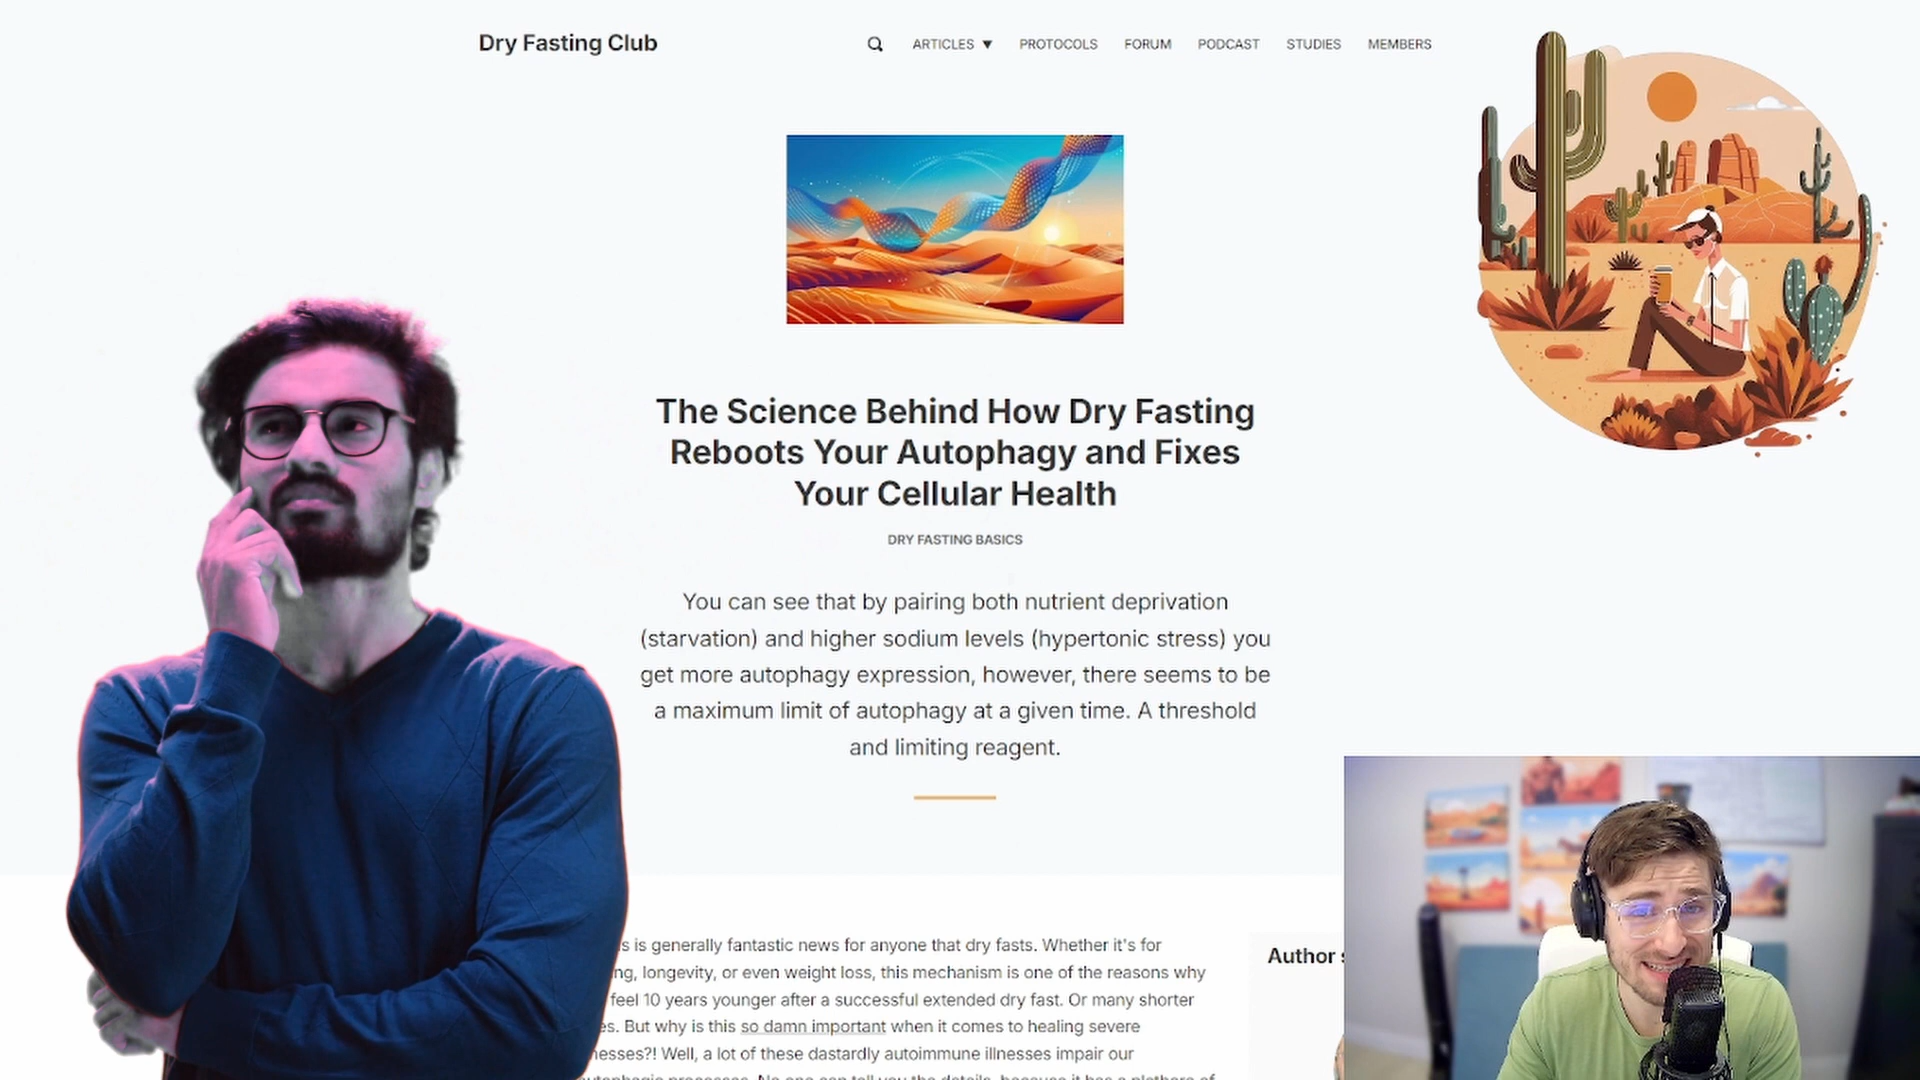 Dry Fasting Club
ARTICLES ▼ PROTOCOLS FORUM PODCAST STUDIES MEMBERS
The Science Behind How Dry Fasting
Reboots Your Autophagy and Fixes
Your Cellular Health
DRY FASTING BASICS
You can see that by pairing both nutrient deprivation
(starvation) and higher sodium levels (hypertonic stress) you
get more autophagy expression, however, there seems to be
a maximum limit of autophagy at a given time. A threshold
and limiting reagent.
is generally fantastic news for anyone that dry fasts. Whether it's for
longevity, or even weight loss, this mechanism is one of the reasons why
feel 10 years younger after a successful extended dry fast. Or many shorter
But why is this so damn important when it comes to healing severe
Well, a lot of these dastardly autoimmune illnesses impair our
Author